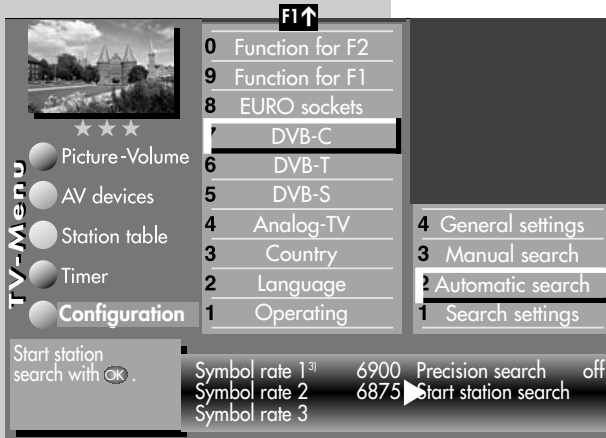 F1↑
0 Function for F2
9 Function for F1
8 EURO sockets
7 DVB-C
6 DVB-T
5 DVB-S
4 Analog-TV
3 Country
2 Language
1 Operating
★★★
TV-Menu
Picture-Volume
AV devices
Station table
Timer
Configuration
4 General settings
3 Manual search
2 Automatic search
1 Search settings
Start station
search with OK .
Symbol rate 1³⁾ 6900 Precision search off
Symbol rate 2 6875 Start station search
Symbol rate 3